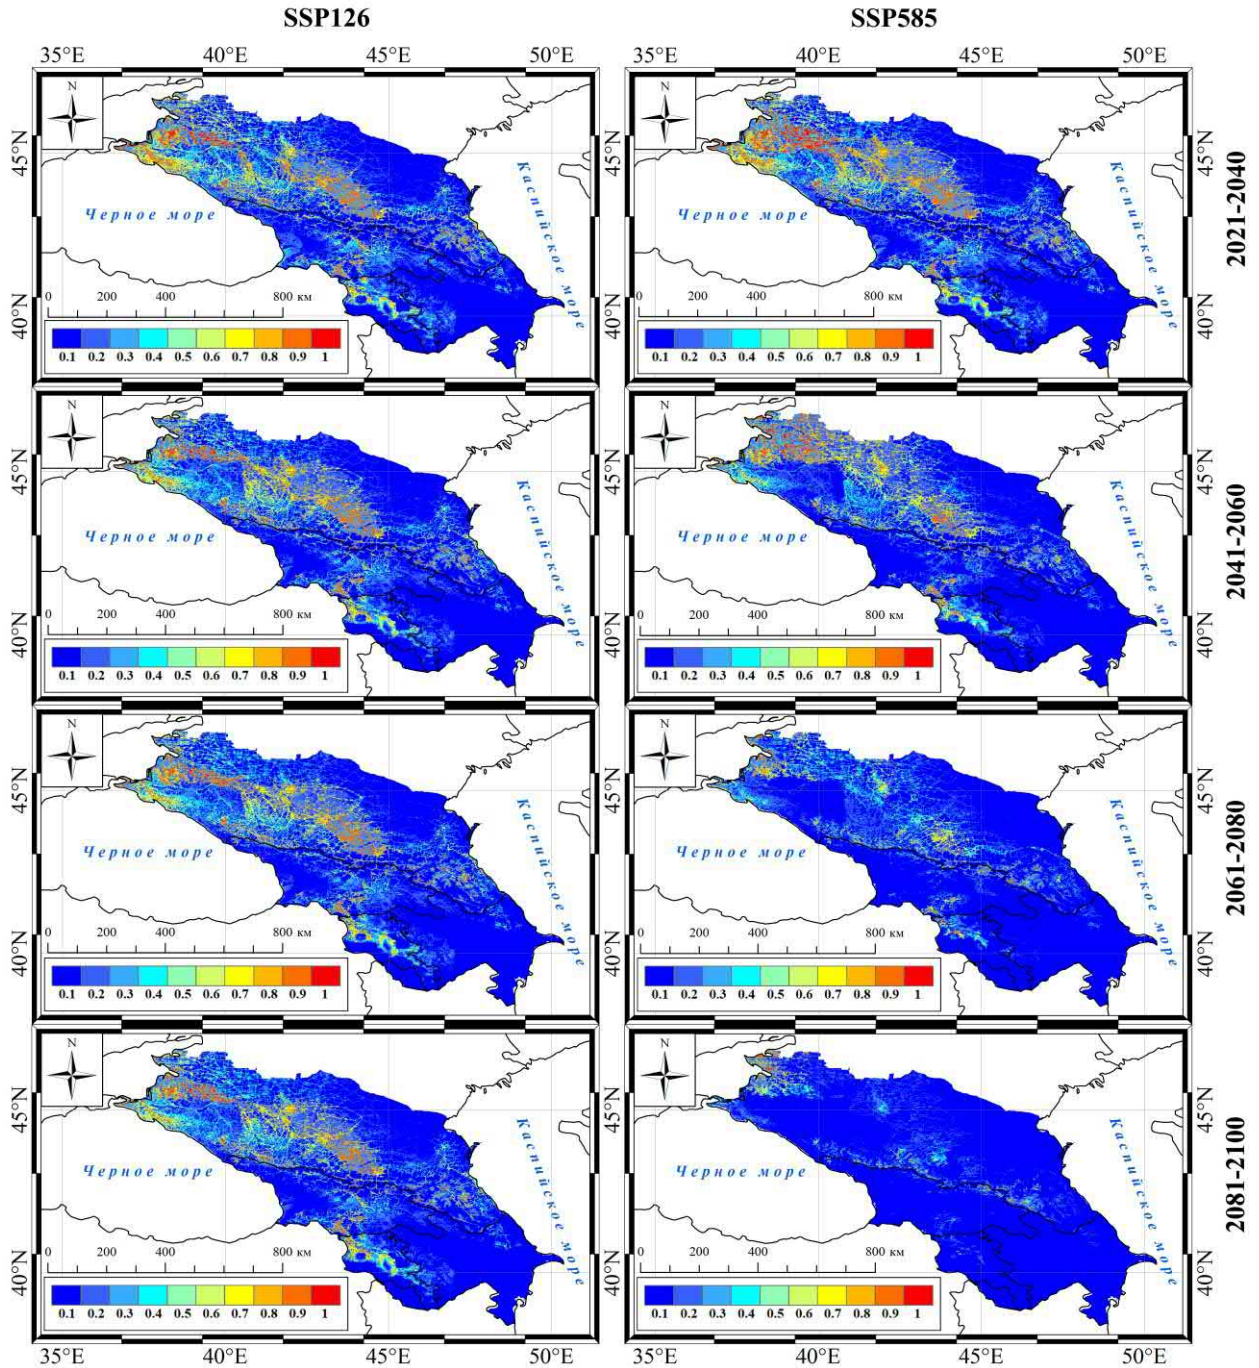 SSP126 SSP585
35°E 40°E 45°E 50°E 35°E 40°E 45°E 50°E
N N
45°N 45°N 45°N
Черное море Каспийское море Черное море Каспийское море
2021-2040
0 200 400 800 км 0 200 400 800 км
40°N 40°N 40°N
0.1 0.2 0.3 0.4 0.5 0.6 0.7 0.8 0.9 1 0.1 0.2 0.3 0.4 0.5 0.6 0.7 0.8 0.9 1
N N
45°N 45°N 45°N
Черное море Каспийское море Черное море Каспийское море
2041-2060
0 200 400 800 км 0 200 400 800 км
40°N 40°N 40°N
0.1 0.2 0.3 0.4 0.5 0.6 0.7 0.8 0.9 1 0.1 0.2 0.3 0.4 0.5 0.6 0.7 0.8 0.9 1
N N
45°N 45°N 45°N
Черное море Каспийское море Черное море Каспийское море
2061-2080
0 200 400 800 км 0 200 400 800 км
40°N 40°N 40°N
0.1 0.2 0.3 0.4 0.5 0.6 0.7 0.8 0.9 1 0.1 0.2 0.3 0.4 0.5 0.6 0.7 0.8 0.9 1
N N
45°N 45°N 45°N
Черное море Каспийское море Черное море Каспийское море
2081-2100
0 200 400 800 км 0 200 400 800 км
40°N 40°N 40°N
0.1 0.2 0.3 0.4 0.5 0.6 0.7 0.8 0.9 1 0.1 0.2 0.3 0.4 0.5 0.6 0.7 0.8 0.9 1
35°E 40°E 45°E 50°E 35°E 40°E 45°E 50°E